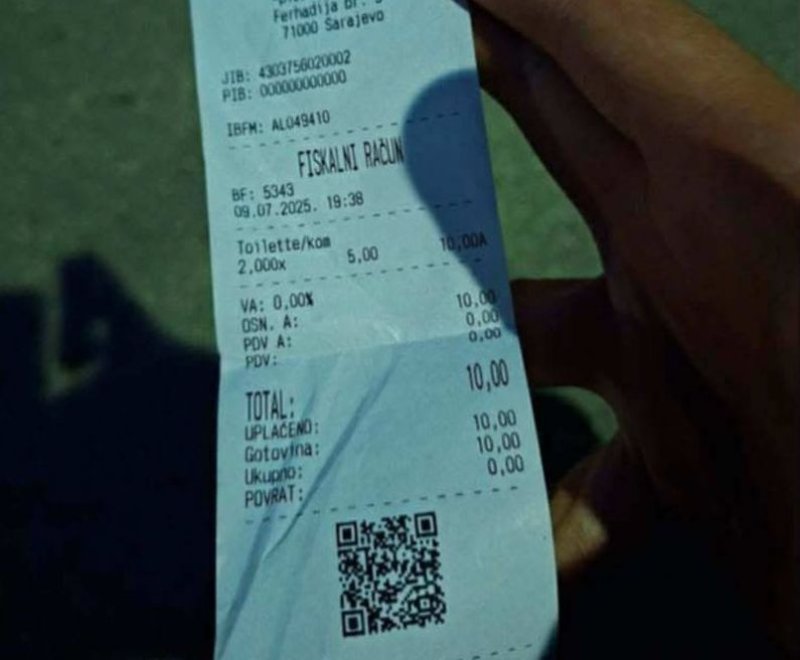 Ferhadija br.
71000 Sarajevo
JIB: 4303756020002
PIB: 000000000000
IBFM: AL049410
FISKALNI RAČUN
BF: 5343
09.07.2025. 19:38
Toilette/kom
2,000x 5,00 10,00A
VA: 0,00%
OSN. A: 10,00
PDV A: 0,00
PDV: 0,00
TOTAL: 10,00
UPLAĆENO:
Gotovina: 10,00
Ukupno: 10,00
POVRAT: 0,00